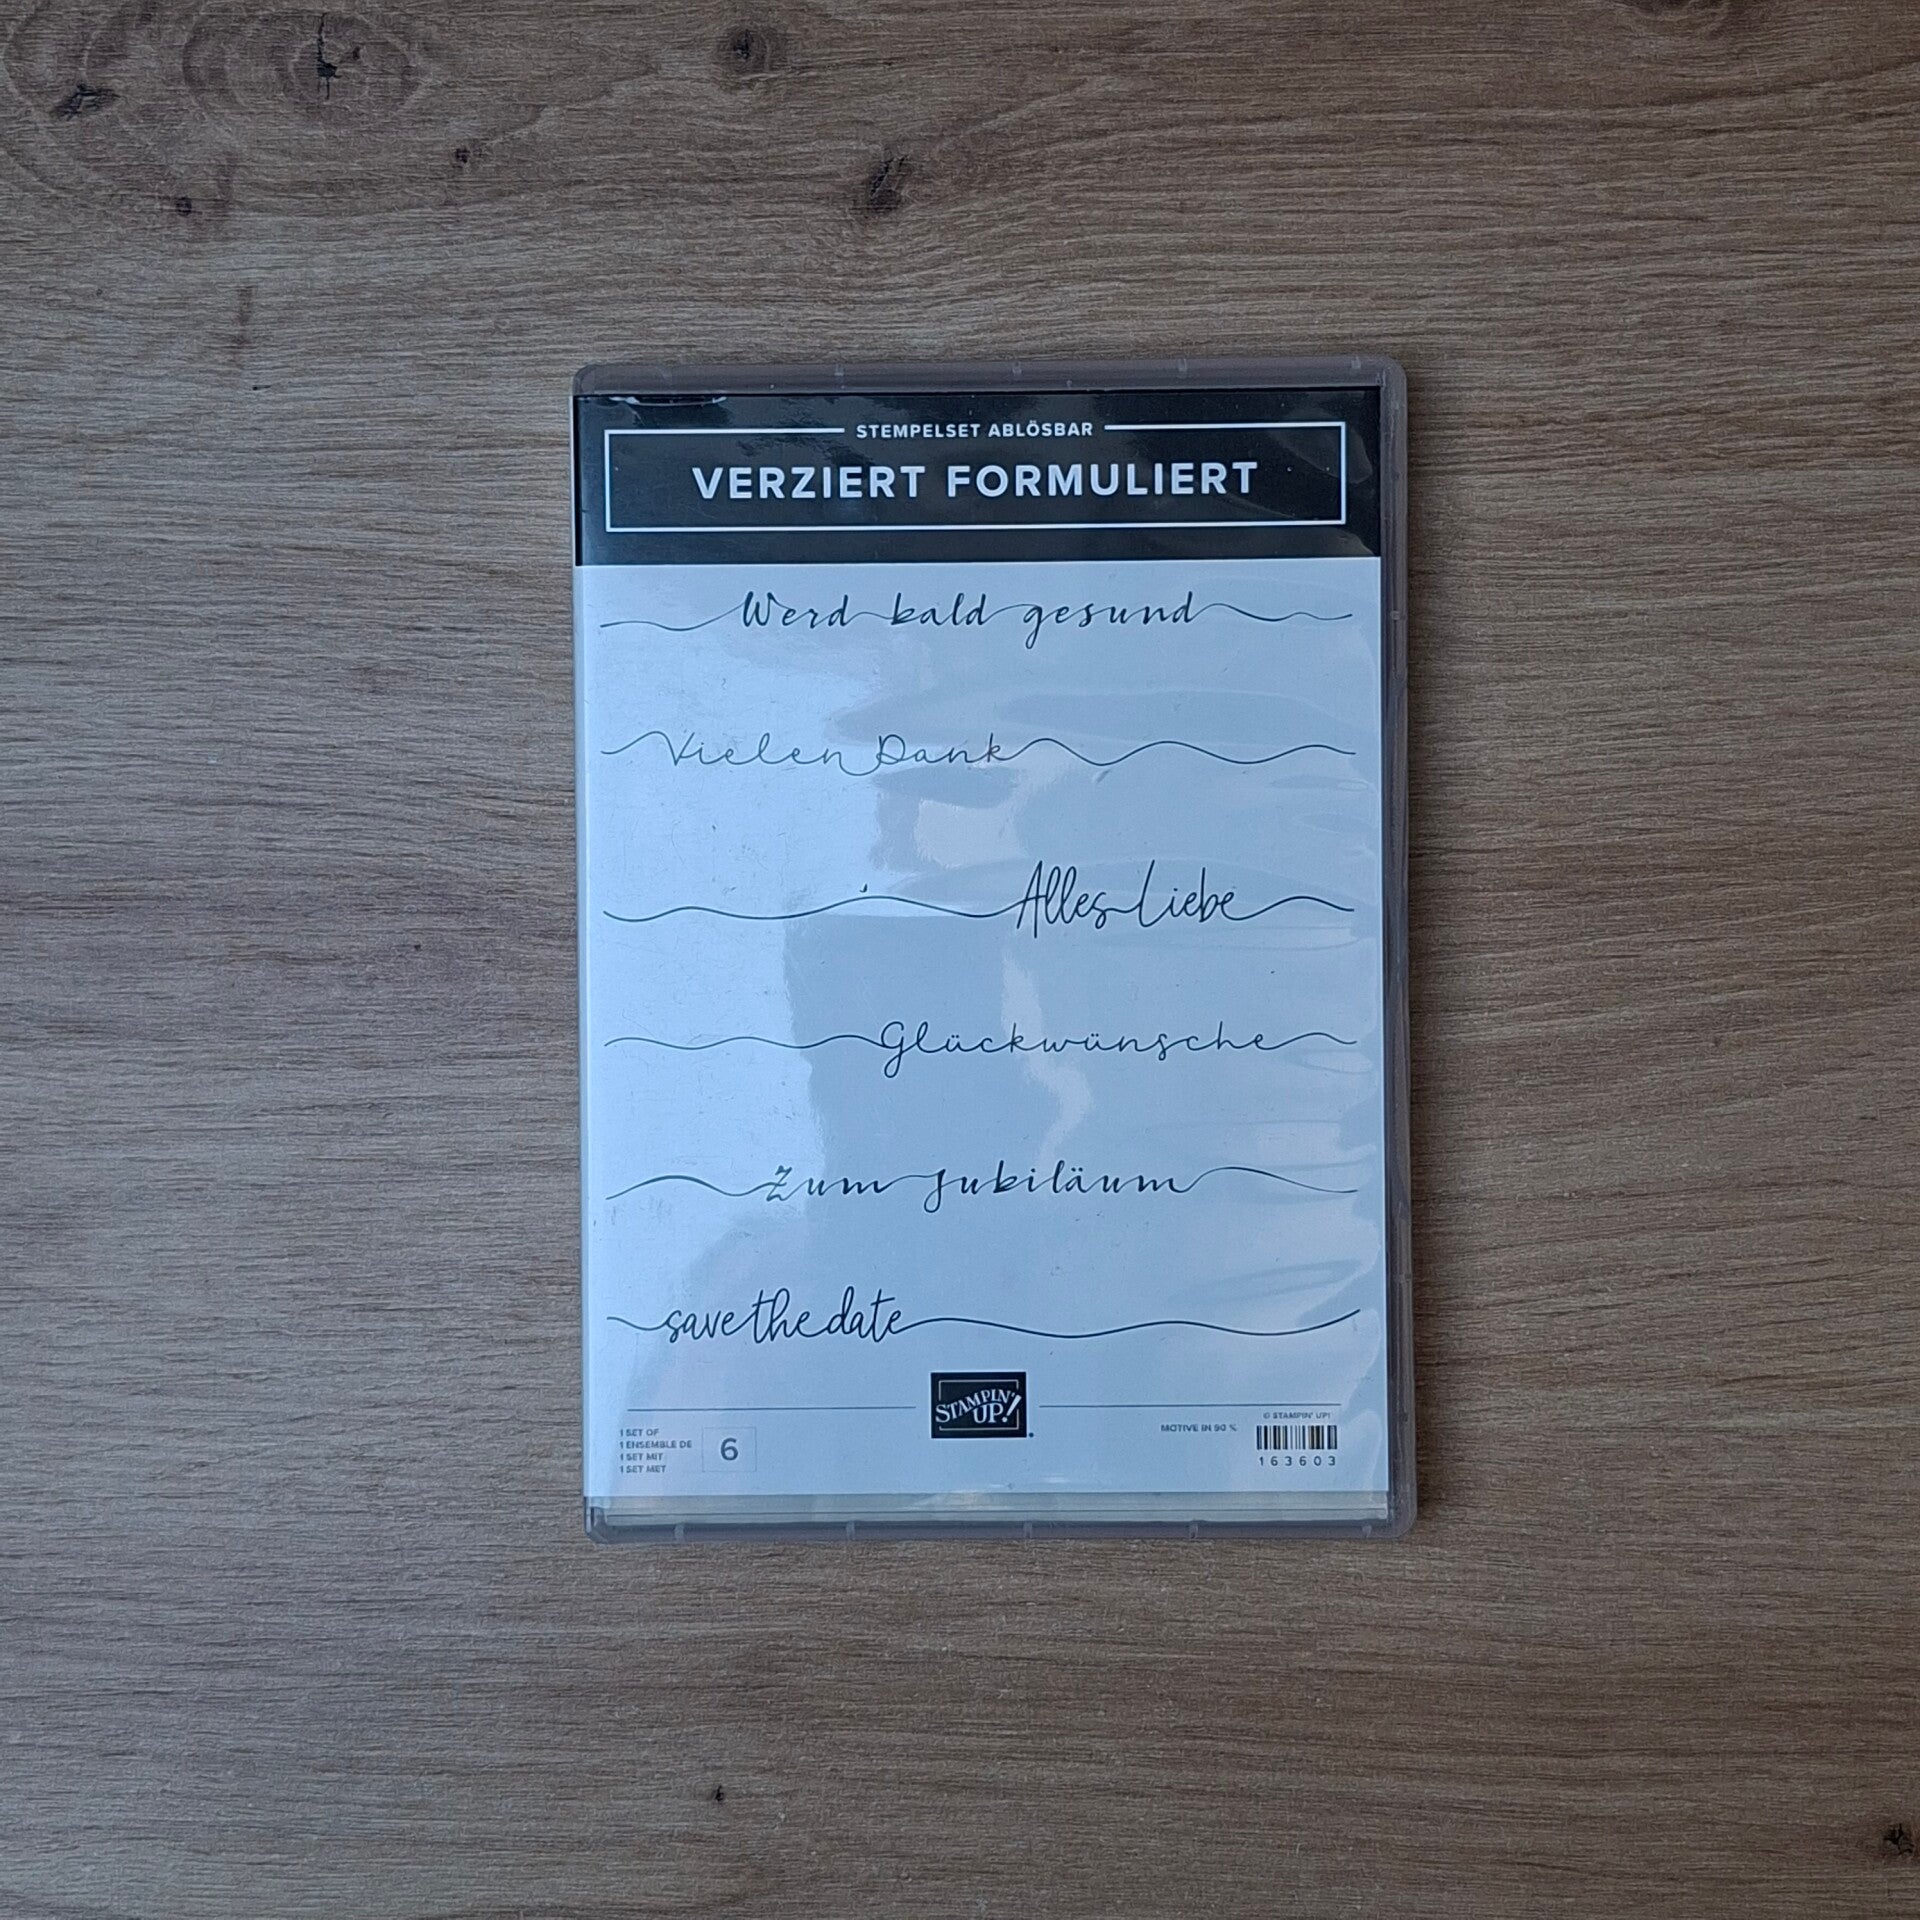 STEMPELSET ABLÖSBAR
VERZIERT FORMULIERT
Werd bald gesund
Vielen Dank
Alles Liebe
Glückwünsche
Zum Jubiläum
save the date
STAMPIN' UP!
1 SET OF
1 ENSEMBLE DE
1 SET MIT
1 SET MET
6
MOTIVE IN 90 %
© STAMPIN' UP!
163603